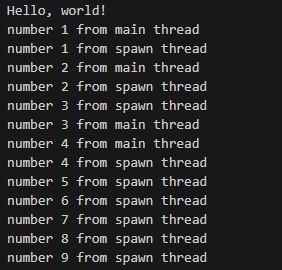 Hello, world!
number 1 from main thread
number 1 from spawn thread
number 2 from main thread
number 2 from spawn thread
number 3 from spawn thread
number 3 from main thread
number 4 from main thread
number 4 from spawn thread
number 5 from spawn thread
number 6 from spawn thread
number 7 from spawn thread
number 8 from spawn thread
number 9 from spawn thread